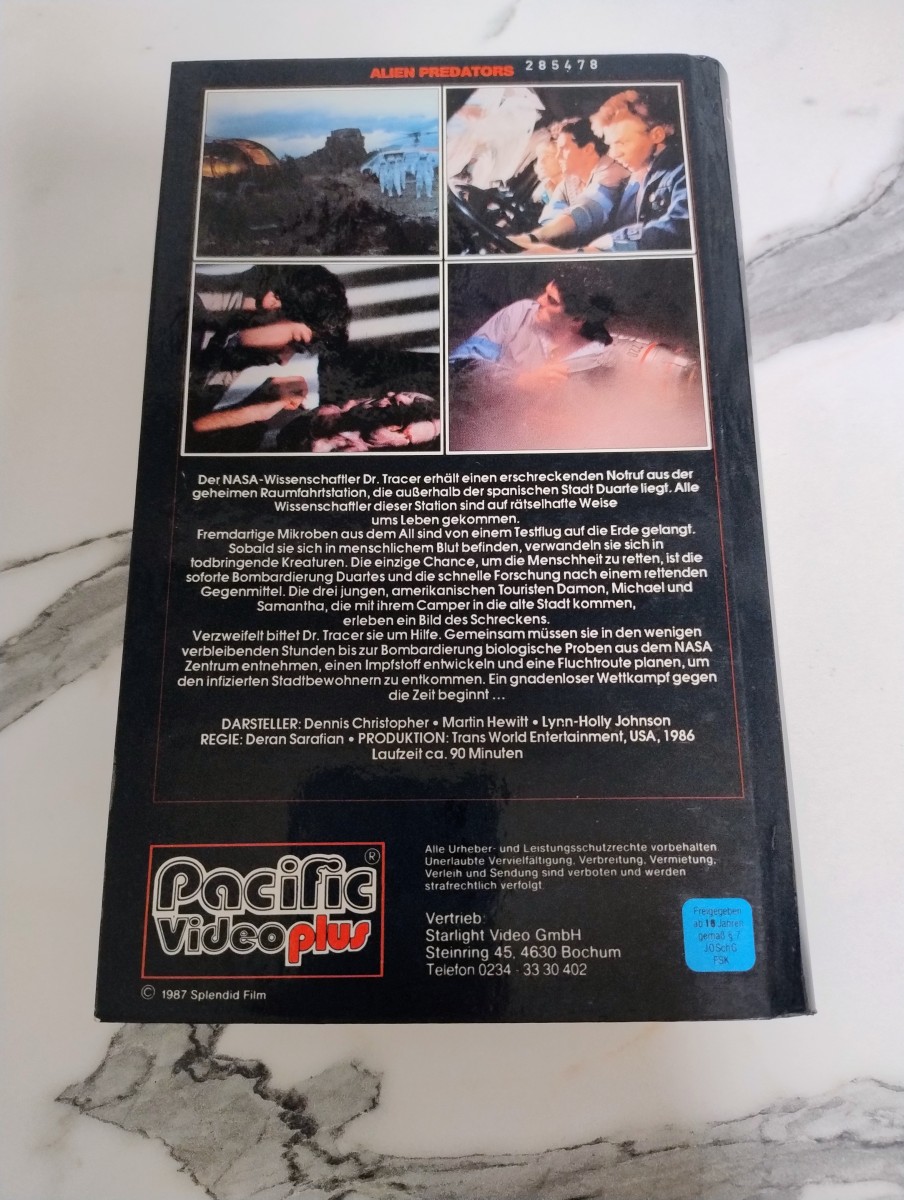 ALIEN PREDATORS 285478
Der NASA-Wissenschaftler Dr. Tracer erhält einen erschreckenden Notruf aus der
geheimen Raumfahrtstation, die außerhalb der spanischen Stadt Duarte liegt. Alle
Wissenschaftler dieser Station sind auf rätselhafte Weise
ums Leben gekommen.
Fremdartige Mikroben aus dem All sind von einem Testflug auf die Erde gelangt.
Sobald sie sich in menschlichem Blut befinden, verwandeln sie sich in
todbringende Kreaturen. Die einzige Chance, um die Menschheit zu retten, ist die
soforte Bombardierung Duartes und die schnelle Forschung nach einem rettenden
Gegenmittel. Die drei jungen, amerikanischen Touristen Damon, Michael und
Samantha, die mit ihrem Camper in die alte Stadt kommen,
erleben ein Bild des Schreckens.
Verzweifelt bittet Dr. Tracer sie um Hilfe. Gemeinsam müssen sie in den wenigen
verbleibenden Stunden bis zur Bombardierung biologische Proben aus dem NASA
Zentrum entnehmen, einen Impfstoff entwickeln und eine Fluchtroute planen, um
den infizierten Stadtbewohnern zu entkommen. Ein gnadenloser Wettkampf gegen
die Zeit beginnt ...
DARSTELLER: Dennis Christopher • Martin Hewitt • Lynn-Holly Johnson
REGIE: Deran Sarafian • PRODUKTION: Trans World Entertainment, USA, 1986
Laufzeit ca. 90 Minuten
Pacific ®
Video plus
© 1987 Splendid Film
Alle Urheber- und Leistungsschutzrechte vorbehalten
Unerlaubte Vervielfältigung, Verbreitung, Vermietung,
Verleih und Sendung sind verboten und werden
strafrechtlich verfolgt.
Vertrieb:
Starlight Video GmbH
Steinring 45, 4630 Bochum
Telefon 0234 - 33 30 402
Freigegeben
ab 18 Jahren
gemäß § 7
JÖSchG
FSK